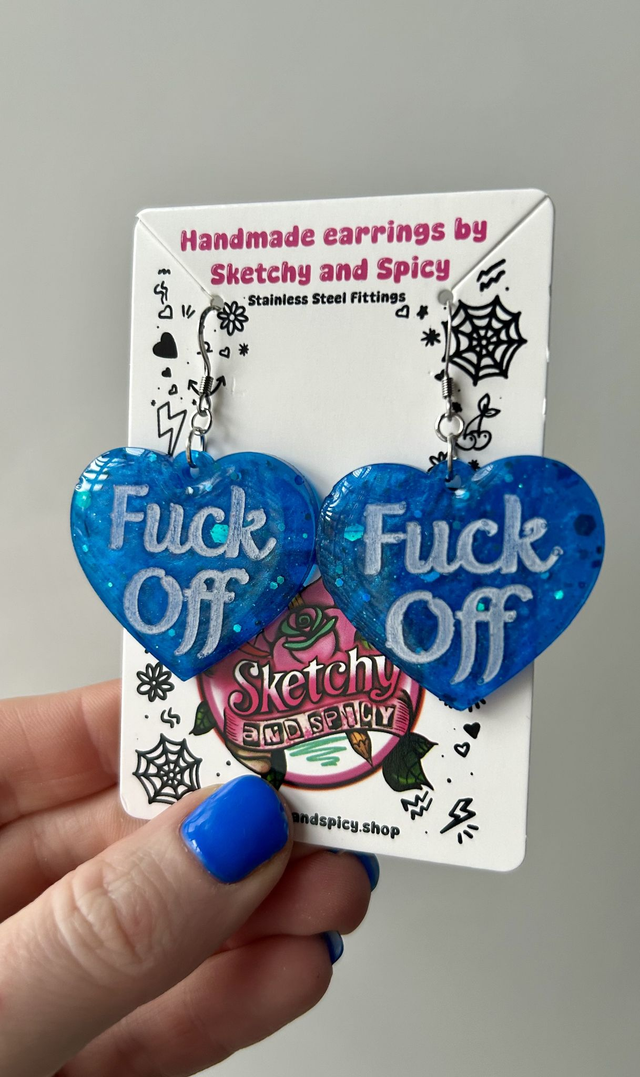 Handmade earrings by
Sketchy and Spicy
Stainless Steel Fittings
Fuck
Off
Fuck
Off
Sketchy
AND SPICY
andspicy.shop